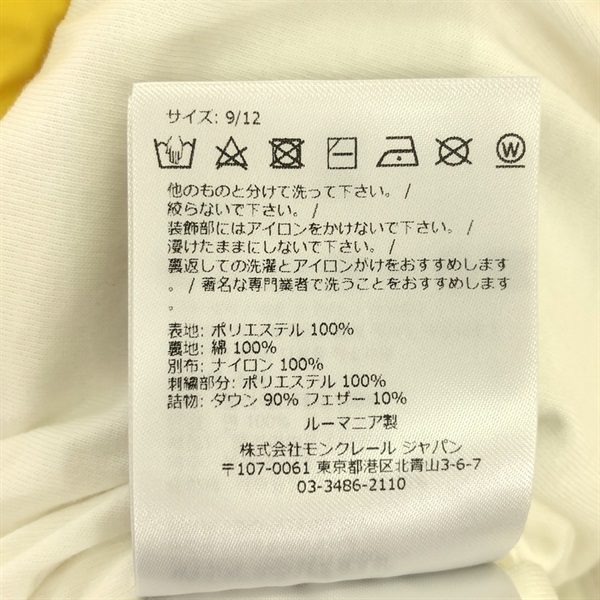 サイズ: 9/12
W
他のものと分けて洗って下さい。 /
絞らないで下さい。 /
装飾部にはアイロンをかけないで下さい。 /
浸けたままにしないで下さい。 /
裏返しての洗濯とアイロンがけをおすすめします
。 / 著名な専門業者で洗うことをおすすめします
。
表地: ポリエステル 100%
裏地: 綿 100%
別布: ナイロン 100%
刺繍部分: ポリエステル 100%
詰物: ダウン 90% フェザー 10%
ルーマニア製
株式会社モンクレール ジャパン
〒107-0061 東京都港区北青山3-6-7
03-3486-2110